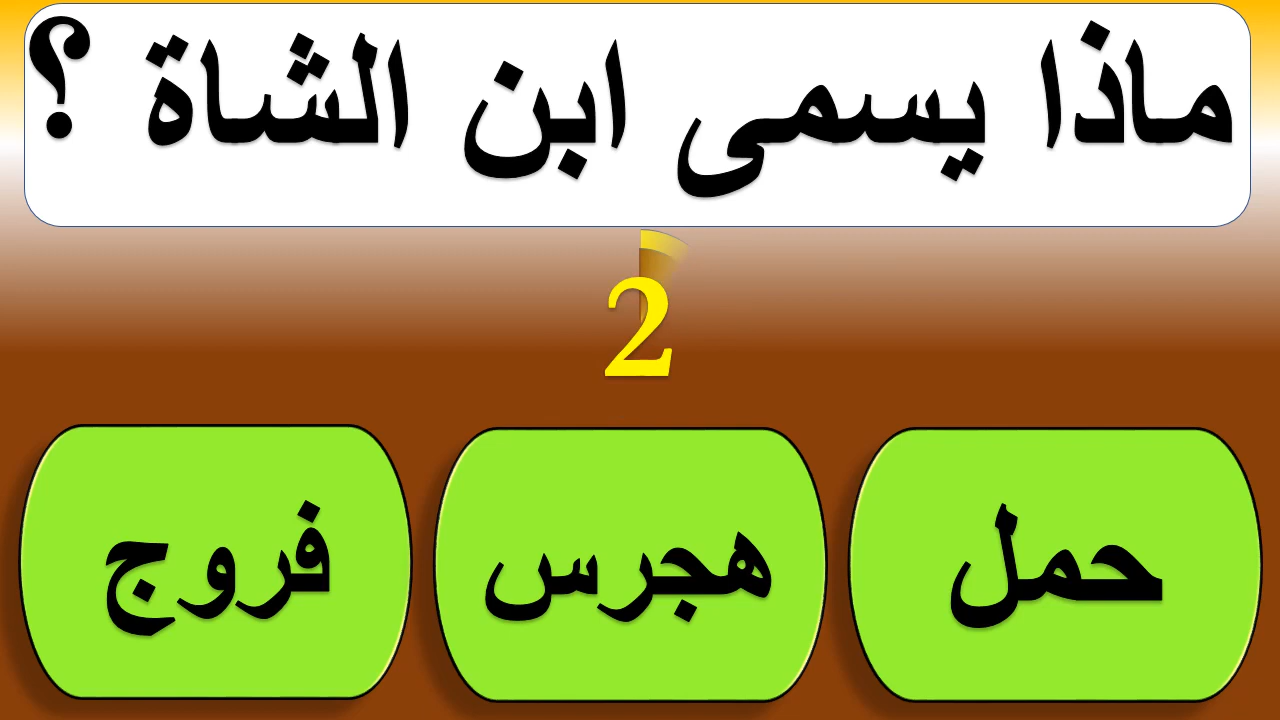 ماذا يسمى ابن الشاة ؟
2
حمل
هجرس
فروج